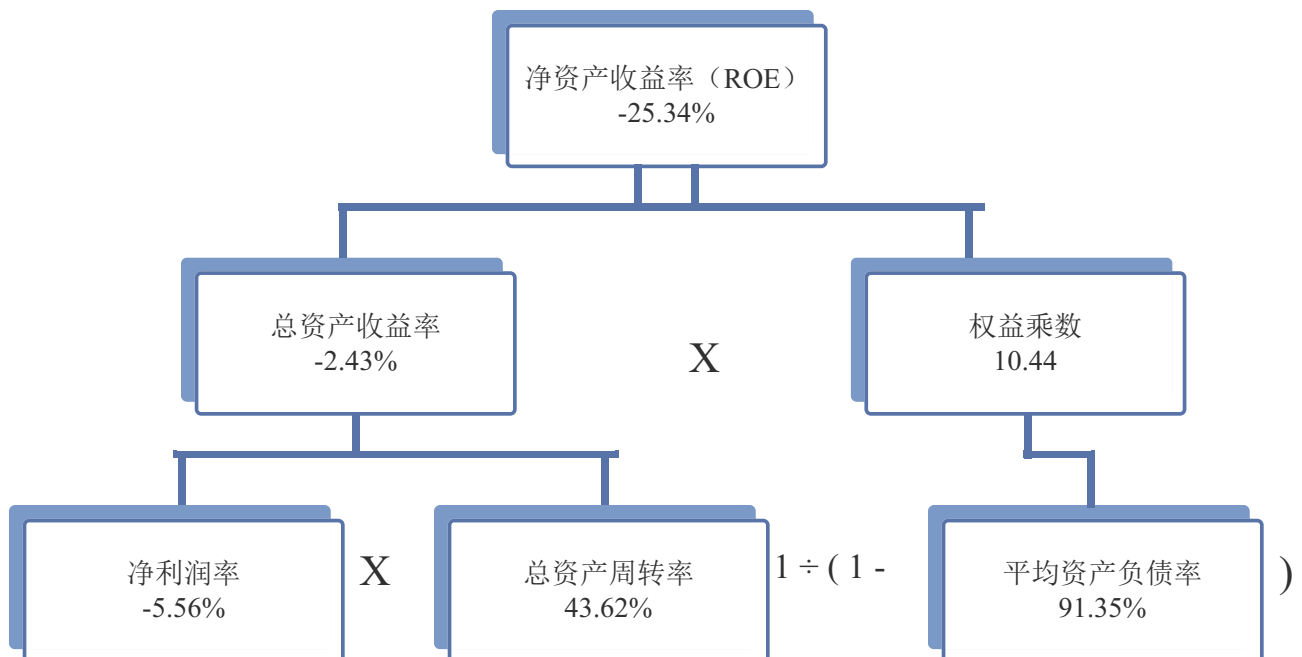 净资产收益率（ROE）
-25.34%
总资产收益率
-2.43%
X
权益乘数
10.44
净利润率
-5.56%
X
总资产周转率
43.62%
1 ÷ ( 1 -
平均资产负债率
91.35%
)